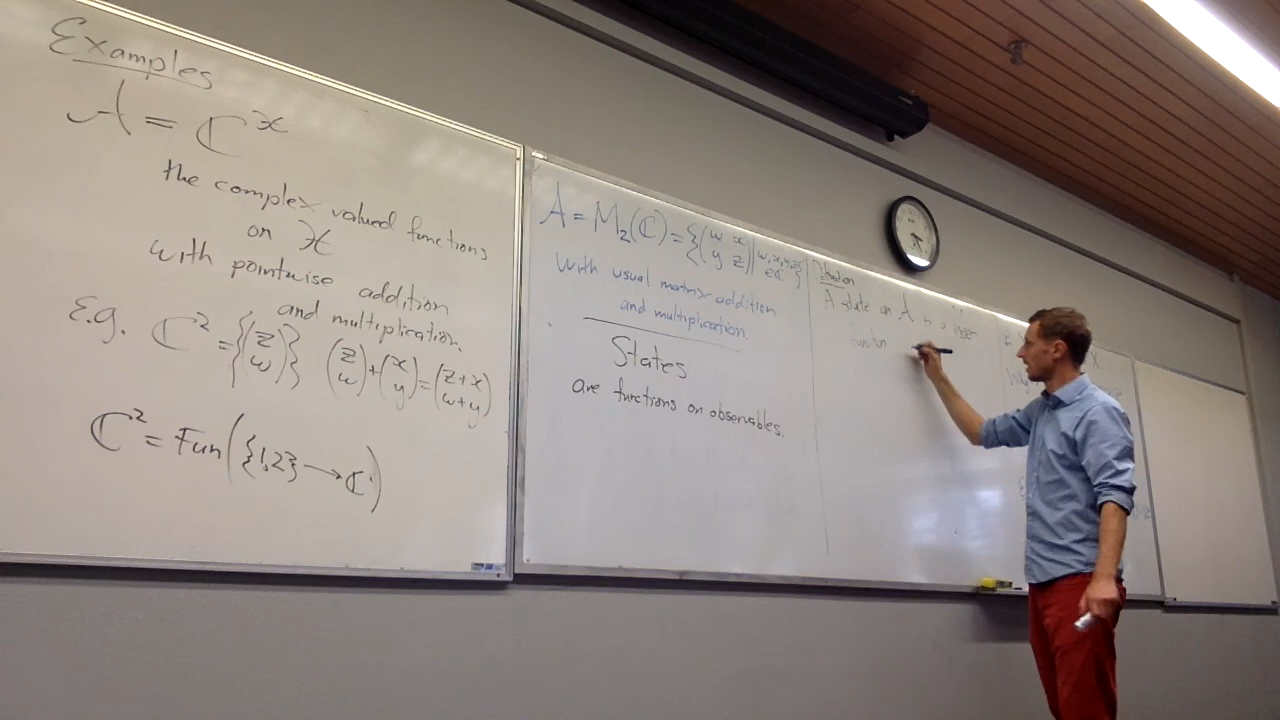 Examples
A = ℂ^𝒳
the complex valued functions
on 𝒳
with pointwise addition
and multiplication.
E.g. ℂ² = {(z w)} (z w) + (x y) = (z+x w+y)
ℂ² = Fun({1,2} → ℂ)
A = M₂(ℂ) = {(w x y z) | w,x,y,z ∈ ℂ}
With usual matrix addition
and multiplication.
States
are functions on observables.
A state on A is a linear
function